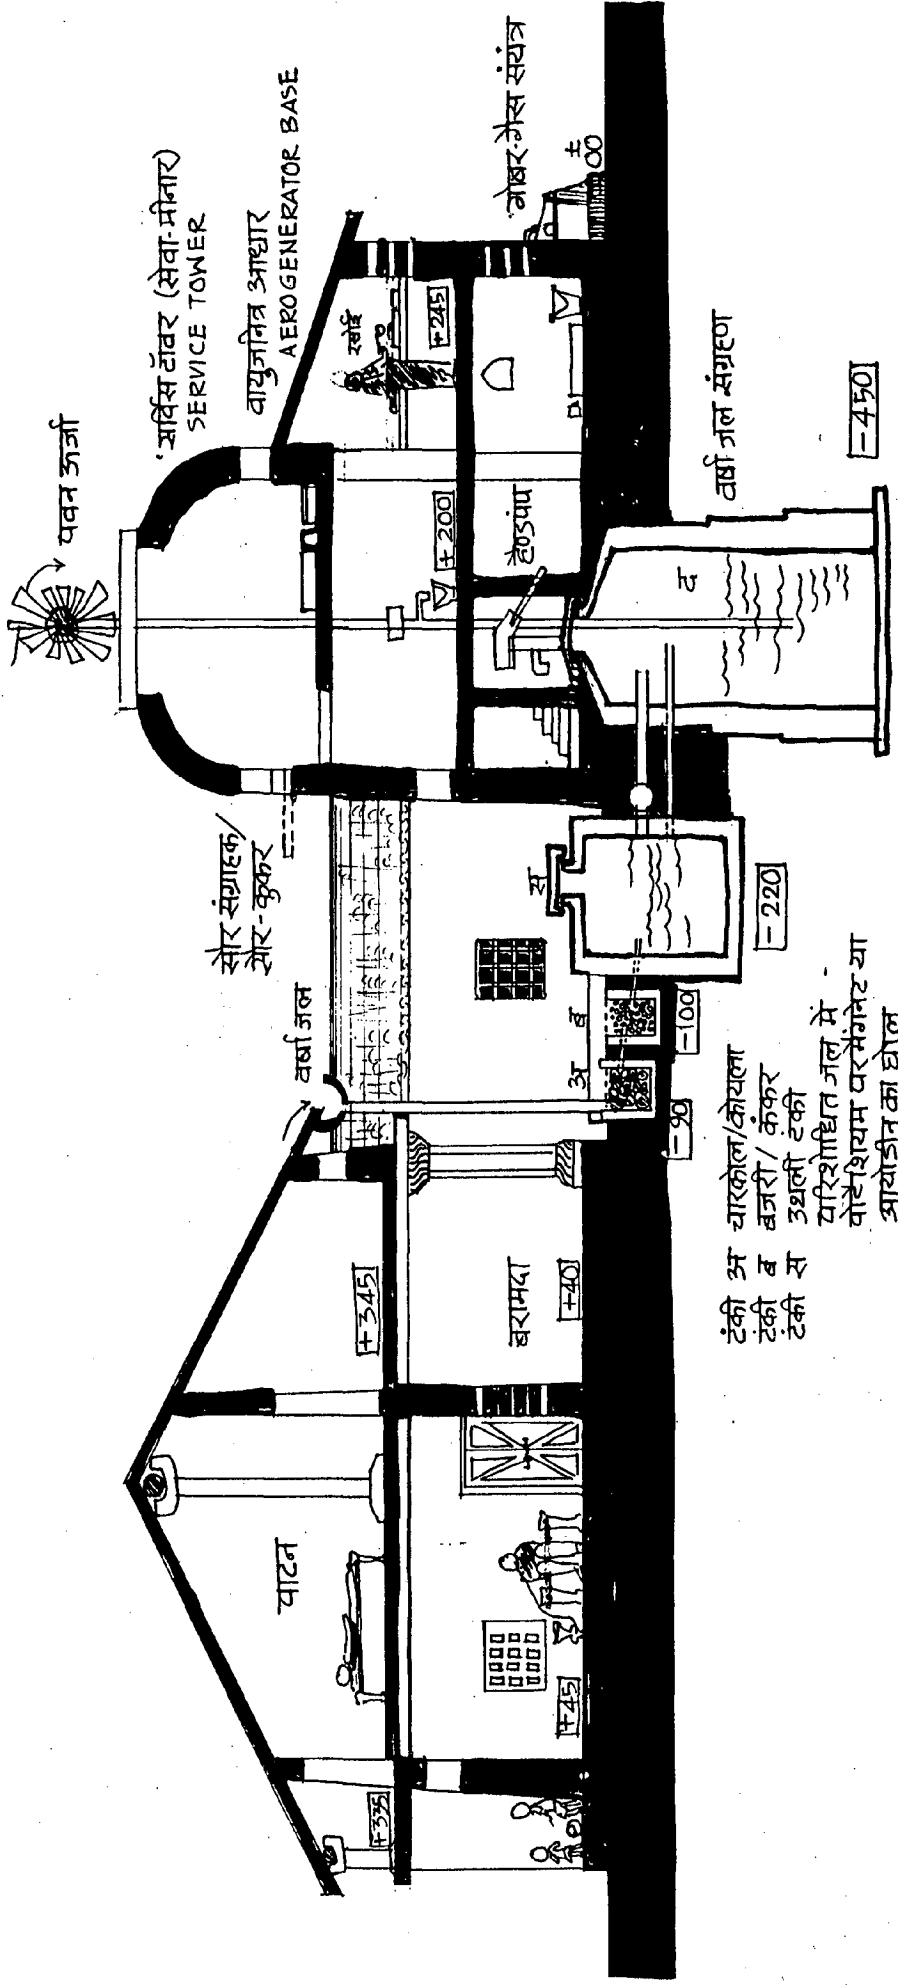 पवन ऊर्जा
सर्विस टॉवर (सेवा-मीनार)
SERVICE TOWER
वायुजनित्र आधार
AEROGENERATOR BASE
गोबर-गैस संयंत्र
± 00
सौर संग्राहक/
सौर-कुकर
वर्षा जल
रसोई
+245
+200
हैण्डपंप
पाटन
+345
+335
बरामदा
+40
+45
अ
ब
स
द
-90
-100
-220
वर्षा जल संग्रहण
-450
टंकी अ चारकोल/कोयला
टंकी ब बजरी/कंकर
टंकी स उथली टंकी
परिशोधित जल में -
पोटेशियम परमैंगनेट या
आयोडीन का घोल